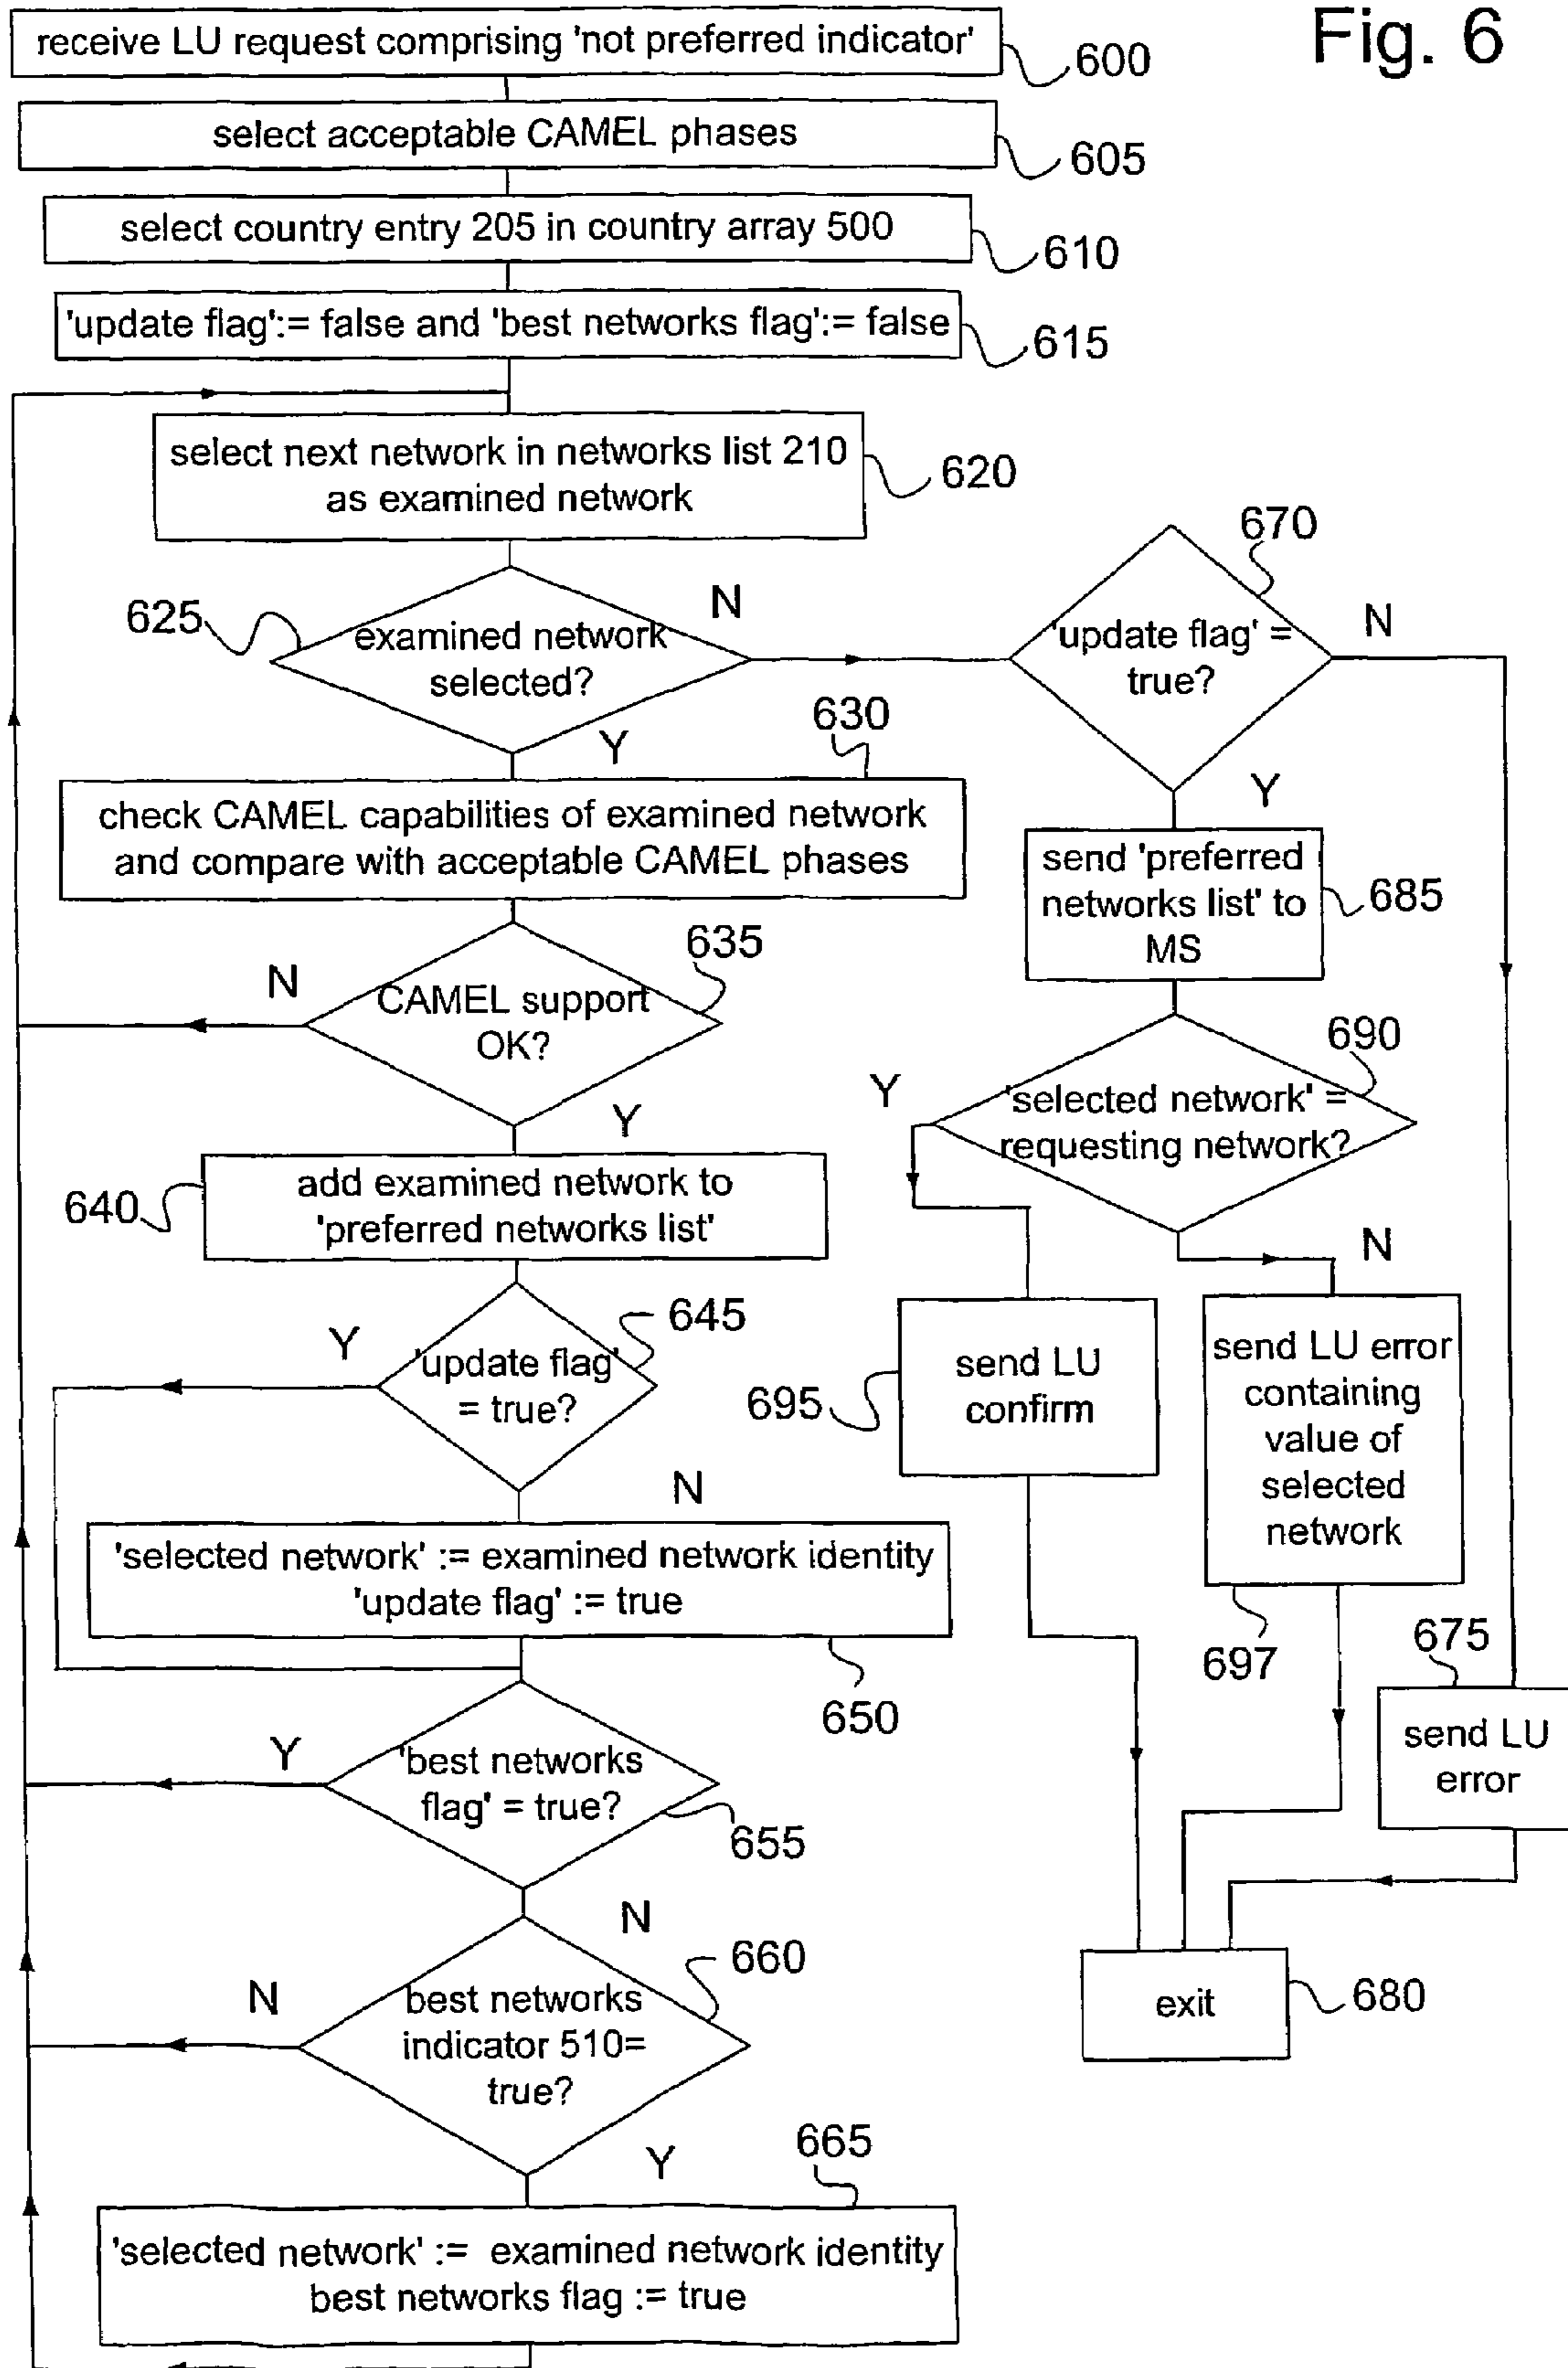 Fig. 6
receive LU request comprising 'not preferred indicator'
600
select acceptable CAMEL phases
605
select country entry 205 in country array 500
610
'update flag':= false and 'best networks flag':= false
615
select next network in networks list 210
as examined network
620
625
examined network
selected?
N
Y
670
'update flag' =
true?
N
Y
630
check CAMEL capabilities of examined network
and compare with acceptable CAMEL phases
send 'preferred
networks list' to
MS
685
635
N
CAMEL support
OK?
Y
690
Y
'selected network' =
requesting network?
N
640
add examined network to
'preferred networks list'
645
Y
'update flag'
= true?
N
695
send LU
confirm
send LU error
containing
value of
selected
network
697
'selected network' := examined network identity
'update flag' := true
650
675
send LU
error
Y
'best networks
flag' = true?
655
N
660
N
best networks
indicator 510=
true?
Y
exit
680
665
'selected network' := examined network identity
best networks flag := true